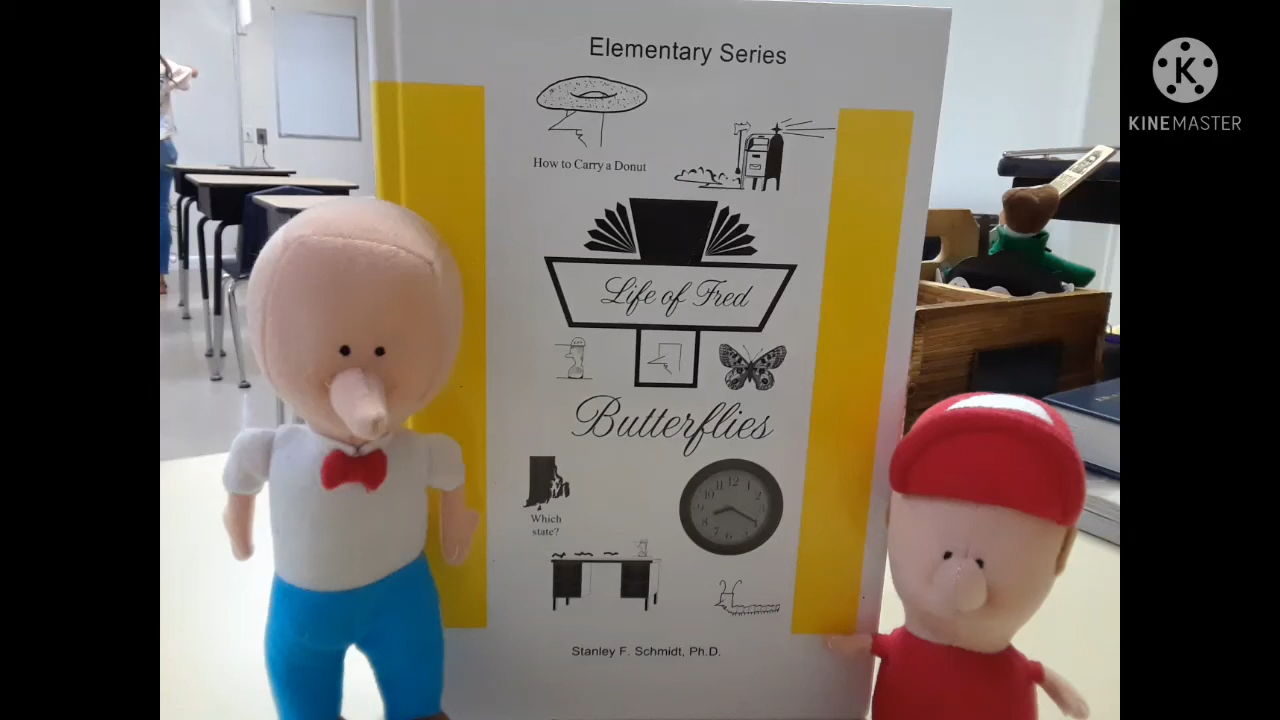 Elementary Series
How to Carry a Donut
Life of Fred
Butterflies
Which
state?
Stanley F. Schmidt, Ph.D.
K
KINEMASTER